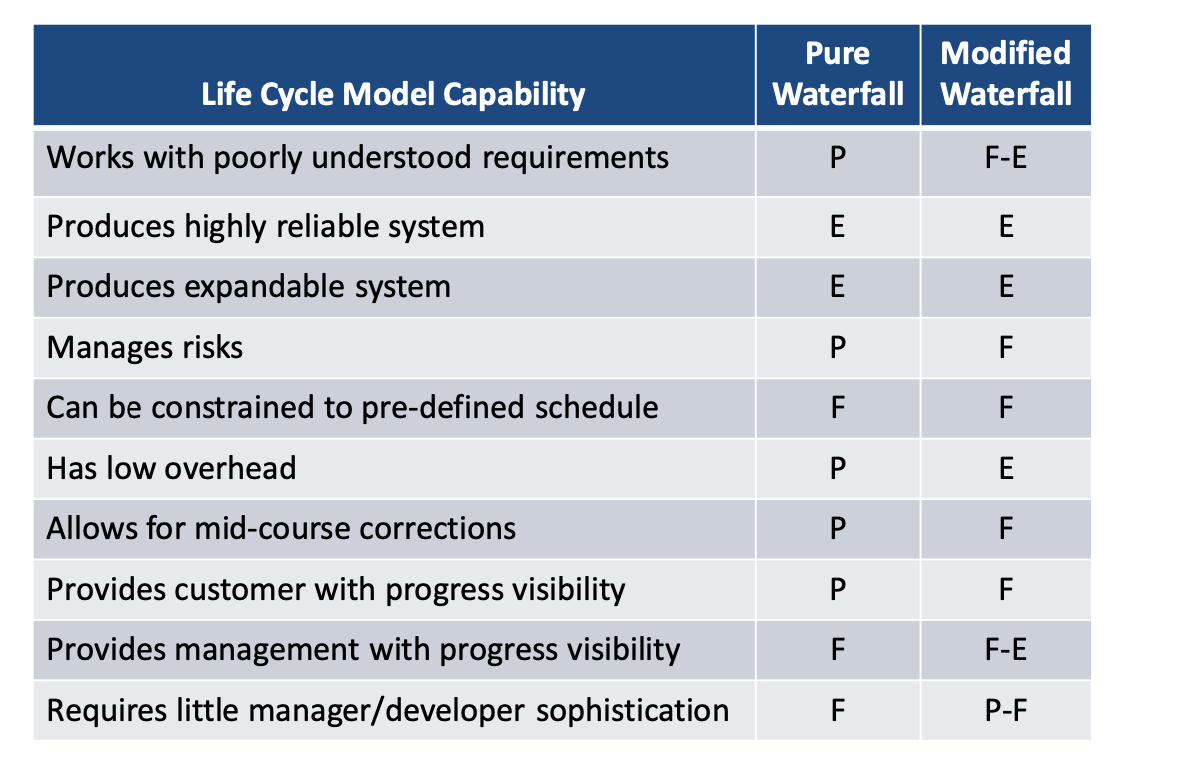 Life Cycle Model Capability Pure Waterfall Modified Waterfall
Works with poorly understood requirements P F-E
Produces highly reliable system E E
Produces expandable system E E
Manages risks P F
Can be constrained to pre-defined schedule F F
Has low overhead P E
Allows for mid-course corrections P F
Provides customer with progress visibility P F
Provides management with progress visibility F F-E
Requires little manager/developer sophistication F P-F